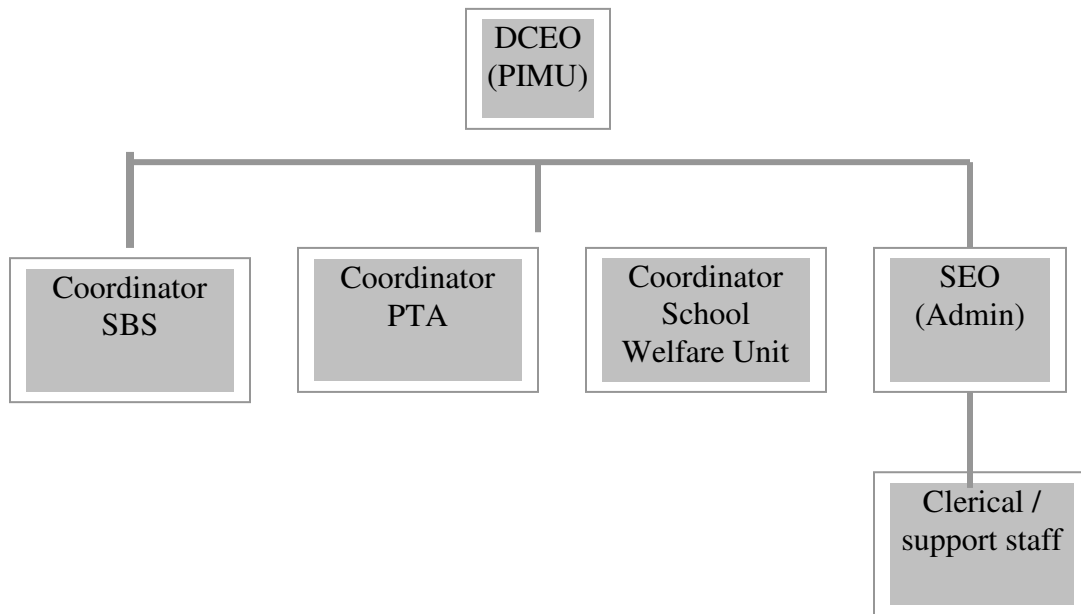 DCEO
(PIMU)
Coordinator
SBS
Coordinator
PTA
Coordinator
School
Welfare Unit
SEO
(Admin)
Clerical /
support staff